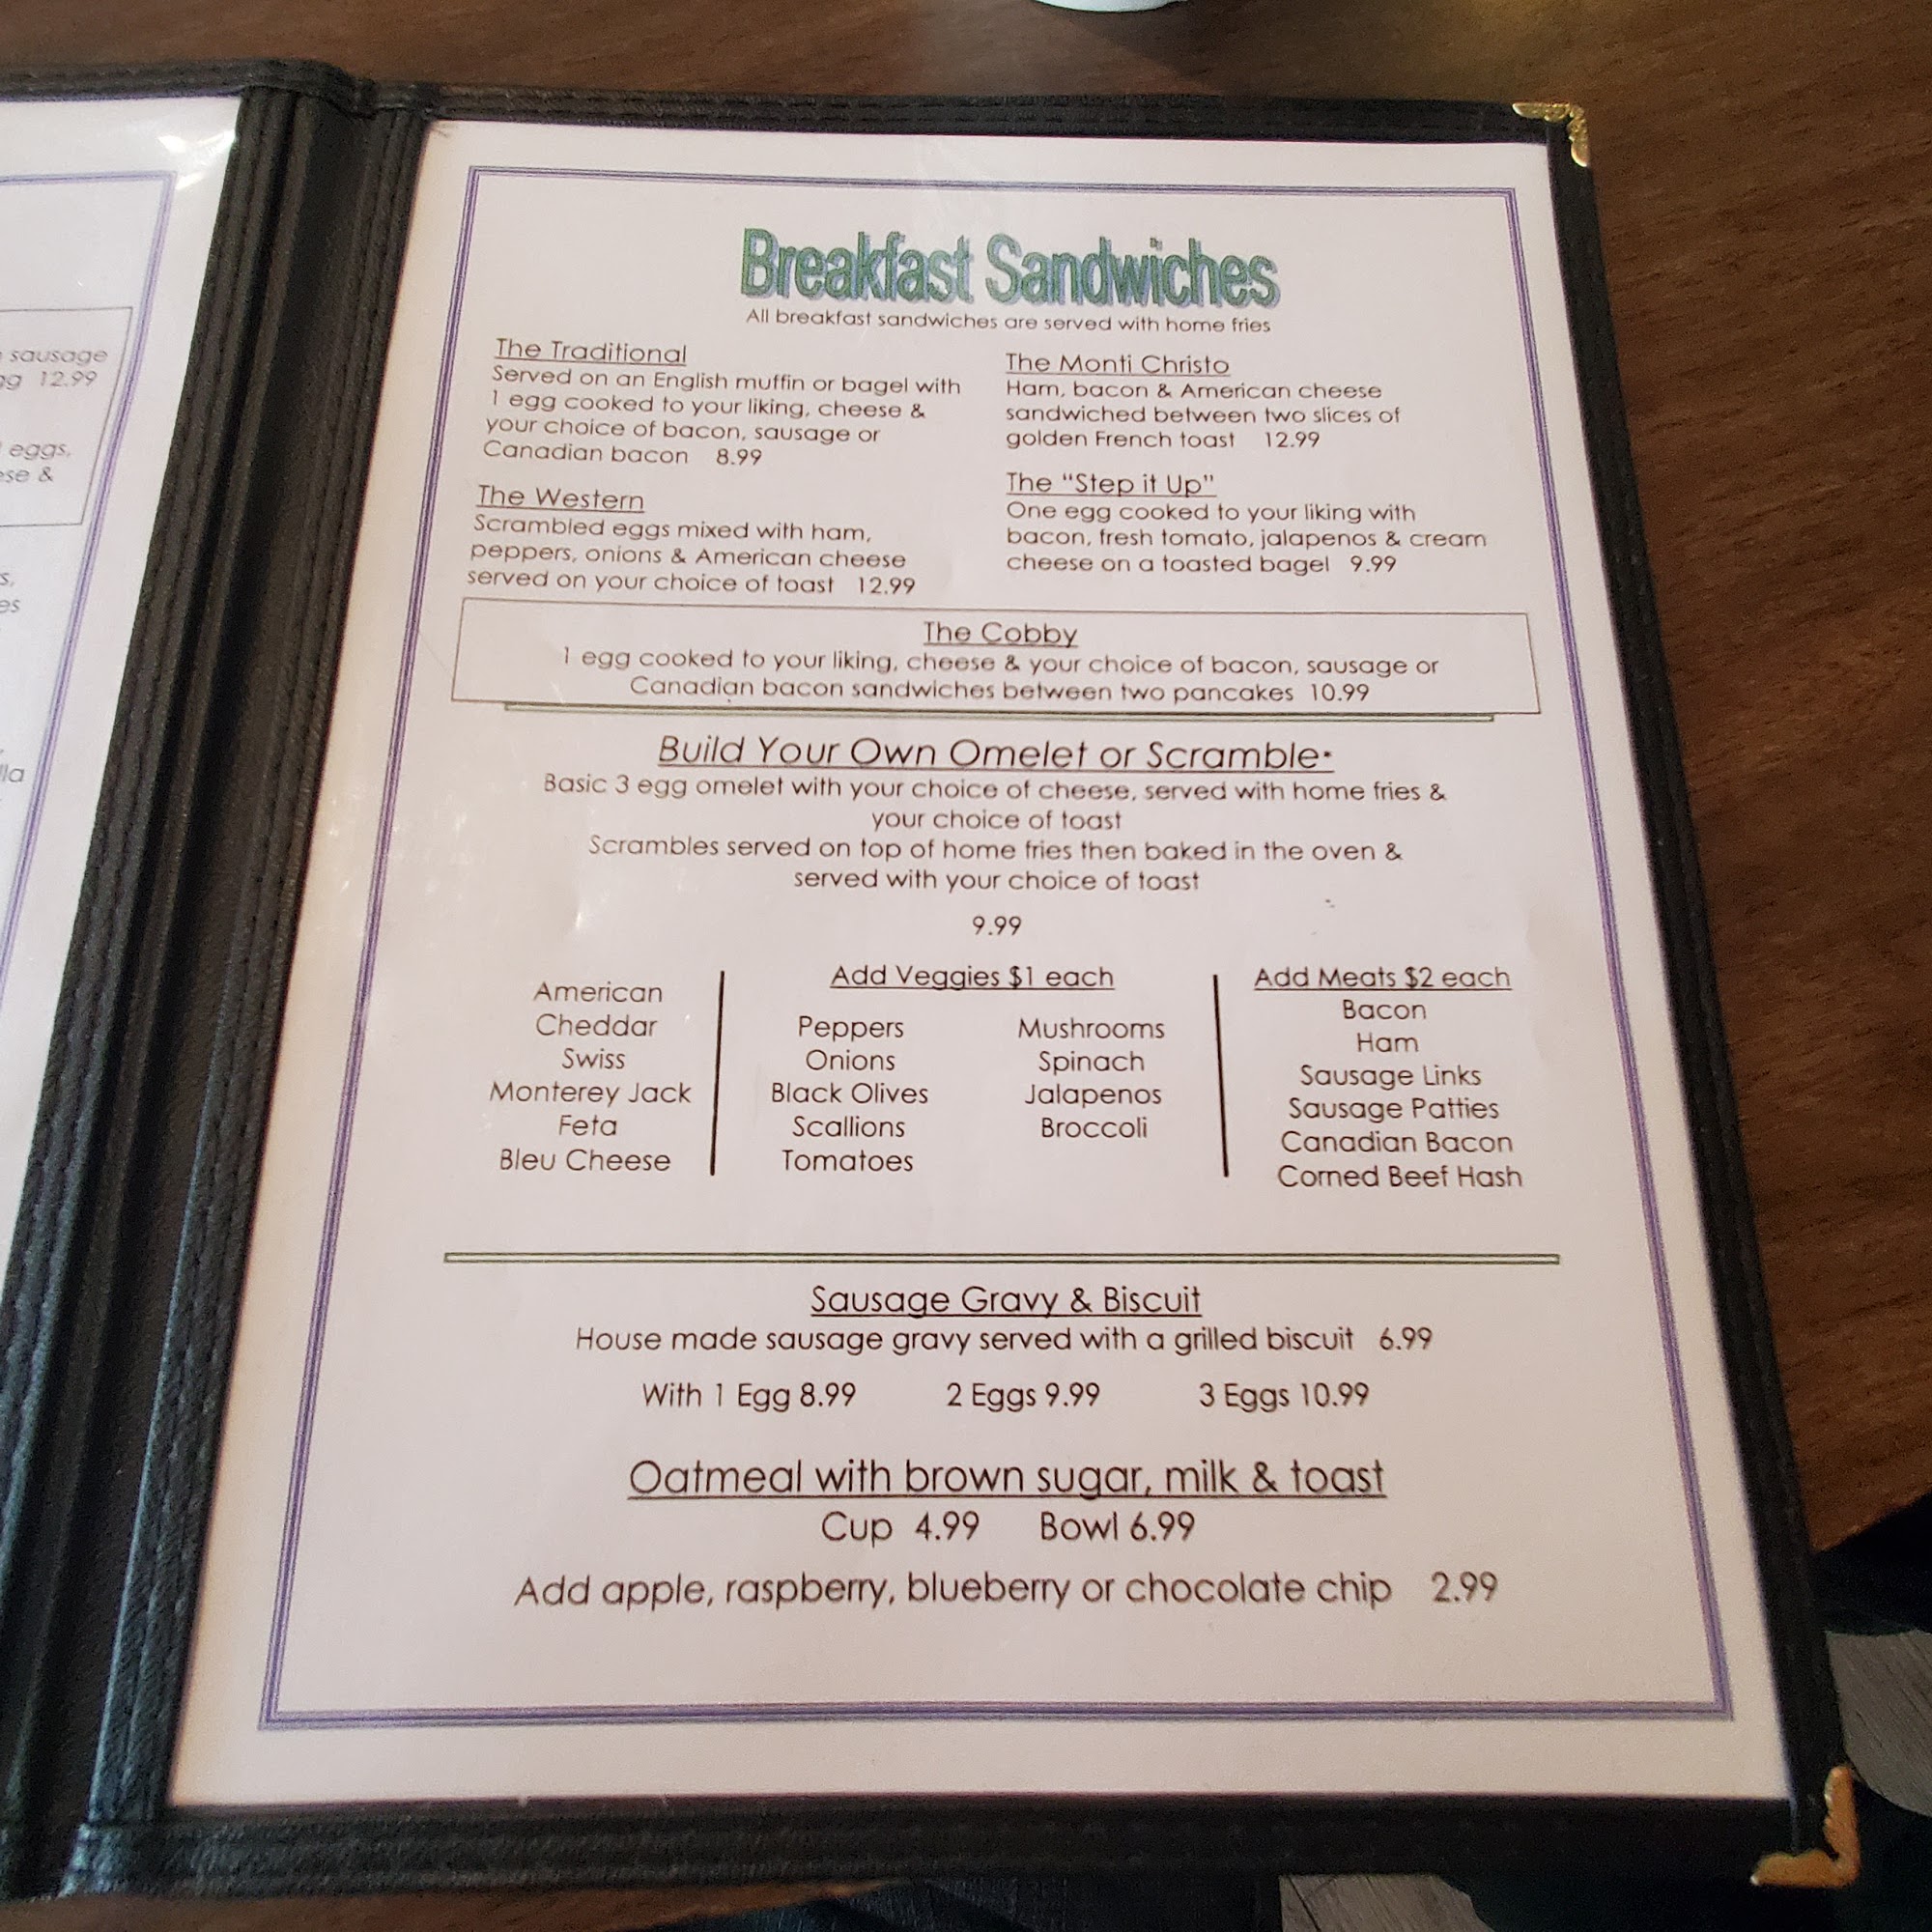 sausage
12.99
eggs,
&
Breakfast Sandwiches
All breakfast sandwiches are served with home fries
The Traditional
Served on an English muffin or bagel with
1 egg cooked to your liking, cheese &
your choice of bacon, sausage or
Canadian bacon 8.99
The Western
Scrambled eggs mixed with ham,
peppers, onions & American cheese
served on your choice of toast 12.99
The Monti Christo
Ham, bacon & American cheese
sandwiched between two slices of
golden French toast 12.99
The "Step it Up"
One egg cooked to your liking with
bacon, fresh tomato, jalapenos & cream
cheese on a toasted bagel 9.99
The Cobby
1 egg cooked to your liking, cheese & your choice of bacon, sausage or
Canadian bacon sandwiches between two pancakes 10.99
Build Your Own Omelet or Scramble*
Basic 3 egg omelet with your choice of cheese, served with home fries &
your choice of toast
Scrambles served on top of home fries then baked in the oven &
served with your choice of toast
9.99
American
Cheddar
Swiss
Monterey Jack
Feta
Bleu Cheese
Add Veggies $1 each
Peppers Mushrooms
Onions Spinach
Black Olives Jalapenos
Scallions Broccoli
Tomatoes
Add Meats $2 each
Bacon
Ham
Sausage Links
Sausage Patties
Canadian Bacon
Corned Beef Hash
Sausage Gravy & Biscuit
House made sausage gravy served with a grilled biscuit 6.99
With 1 Egg 8.99 2 Eggs 9.99 3 Eggs 10.99
Oatmeal with brown sugar, milk & toast
Cup 4.99 Bowl 6.99
Add apple, raspberry, blueberry or chocolate chip 2.99